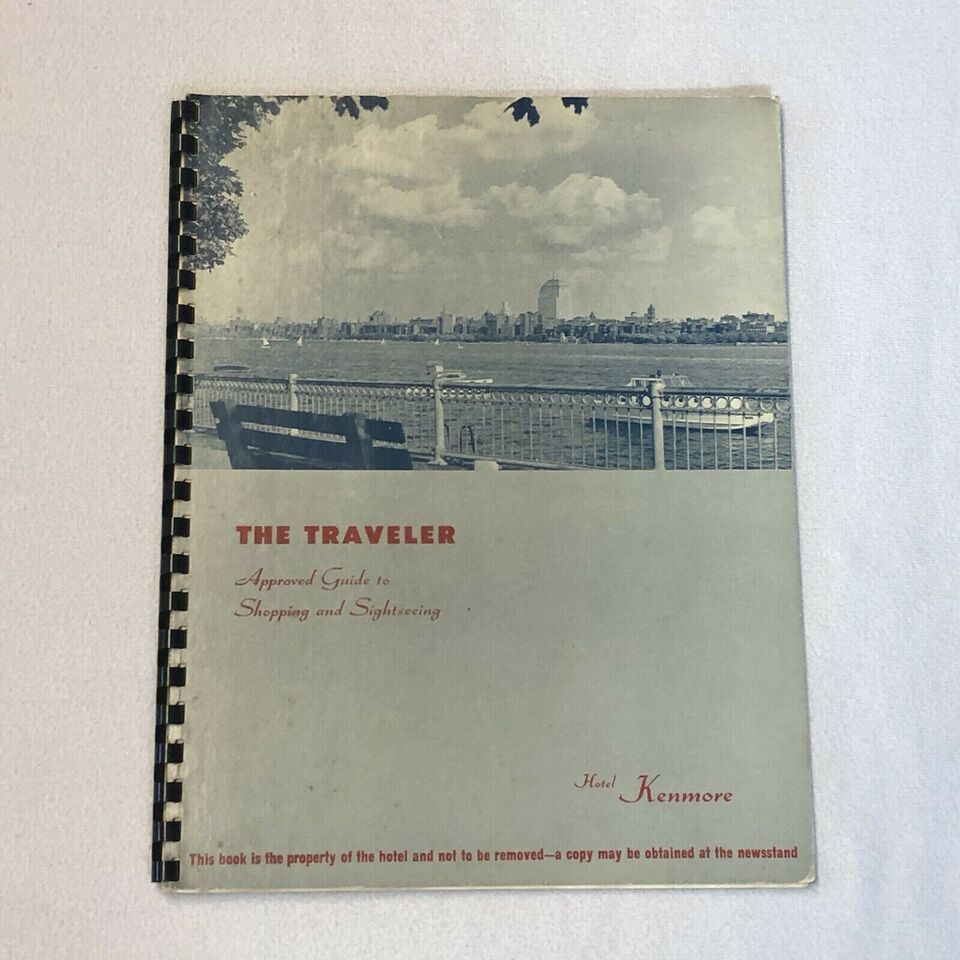 THE TRAVELER
Approved Guide to
Shopping and Sightseeing
Hotel Kenmore
This book is the property of the hotel and not to be removed—a copy may be obtained at the newsstand